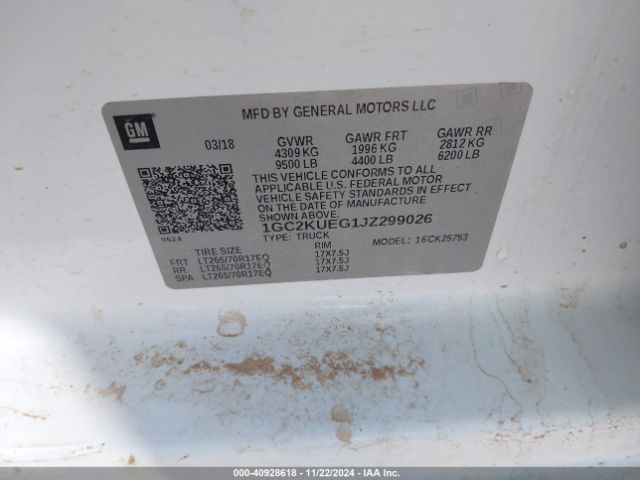 MFD BY GENERAL MOTORS LLC
GM
03/18 GVWR GAWR FRT GAWR RR
4309 KG 1996 KG 2812 KG
9500 LB 4400 LB 6200 LB
THIS VEHICLE CONFORMS TO ALL
APPLICABLE U.S. FEDERAL MOTOR
VEHICLE SAFETY STANDARDS IN EFFECT
ON THE DATE OF MANUFACTURE
SHOWN ABOVE.
1GC2KUEG1JZ299026
TYPE: TRUCK MODEL: 16CK25753
0624
TIRE SIZE RIM
FRT LT265/70R17EQ 17X7.5J
RR LT265/70R17EQ 17X7.5J
SPA LT265/70R17EQ 17X7.5J
000-40928618 - 11/22/2024 - IAA Inc.